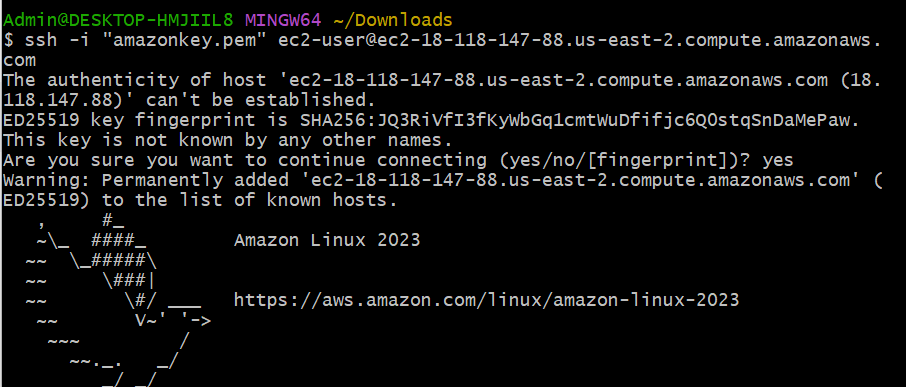 Admin@DESKTOP-HMJIIL8 MINGW64 ~/Downloads
$ ssh -i "amazonkey.pem" ec2-user@ec2-18-118-147-88.us-east-2.compute.amazonaws.
com
The authenticity of host 'ec2-18-118-147-88.us-east-2.compute.amazonaws.com (18.
118.147.88)' can't be established.
ED25519 key fingerprint is SHA256:JQ3RiVfI3fKyWbGq1cmtWuDfifjc6Q0stqSnDaMePaw.
This key is not known by any other names.
Are you sure you want to continue connecting (yes/no/[fingerprint])? yes
Warning: Permanently added 'ec2-18-118-147-88.us-east-2.compute.amazonaws.com' (
ED25519) to the list of known hosts.
   ,     #_
   ~\_  ####_        Amazon Linux 2023
  ~~  \_#####\
  ~~     \###|
  ~~       \#/ ___   https://aws.amazon.com/linux/amazon-linux-2023
   ~~       V~' '->
    ~~~         /
      ~~._.   _/
         _/ _/